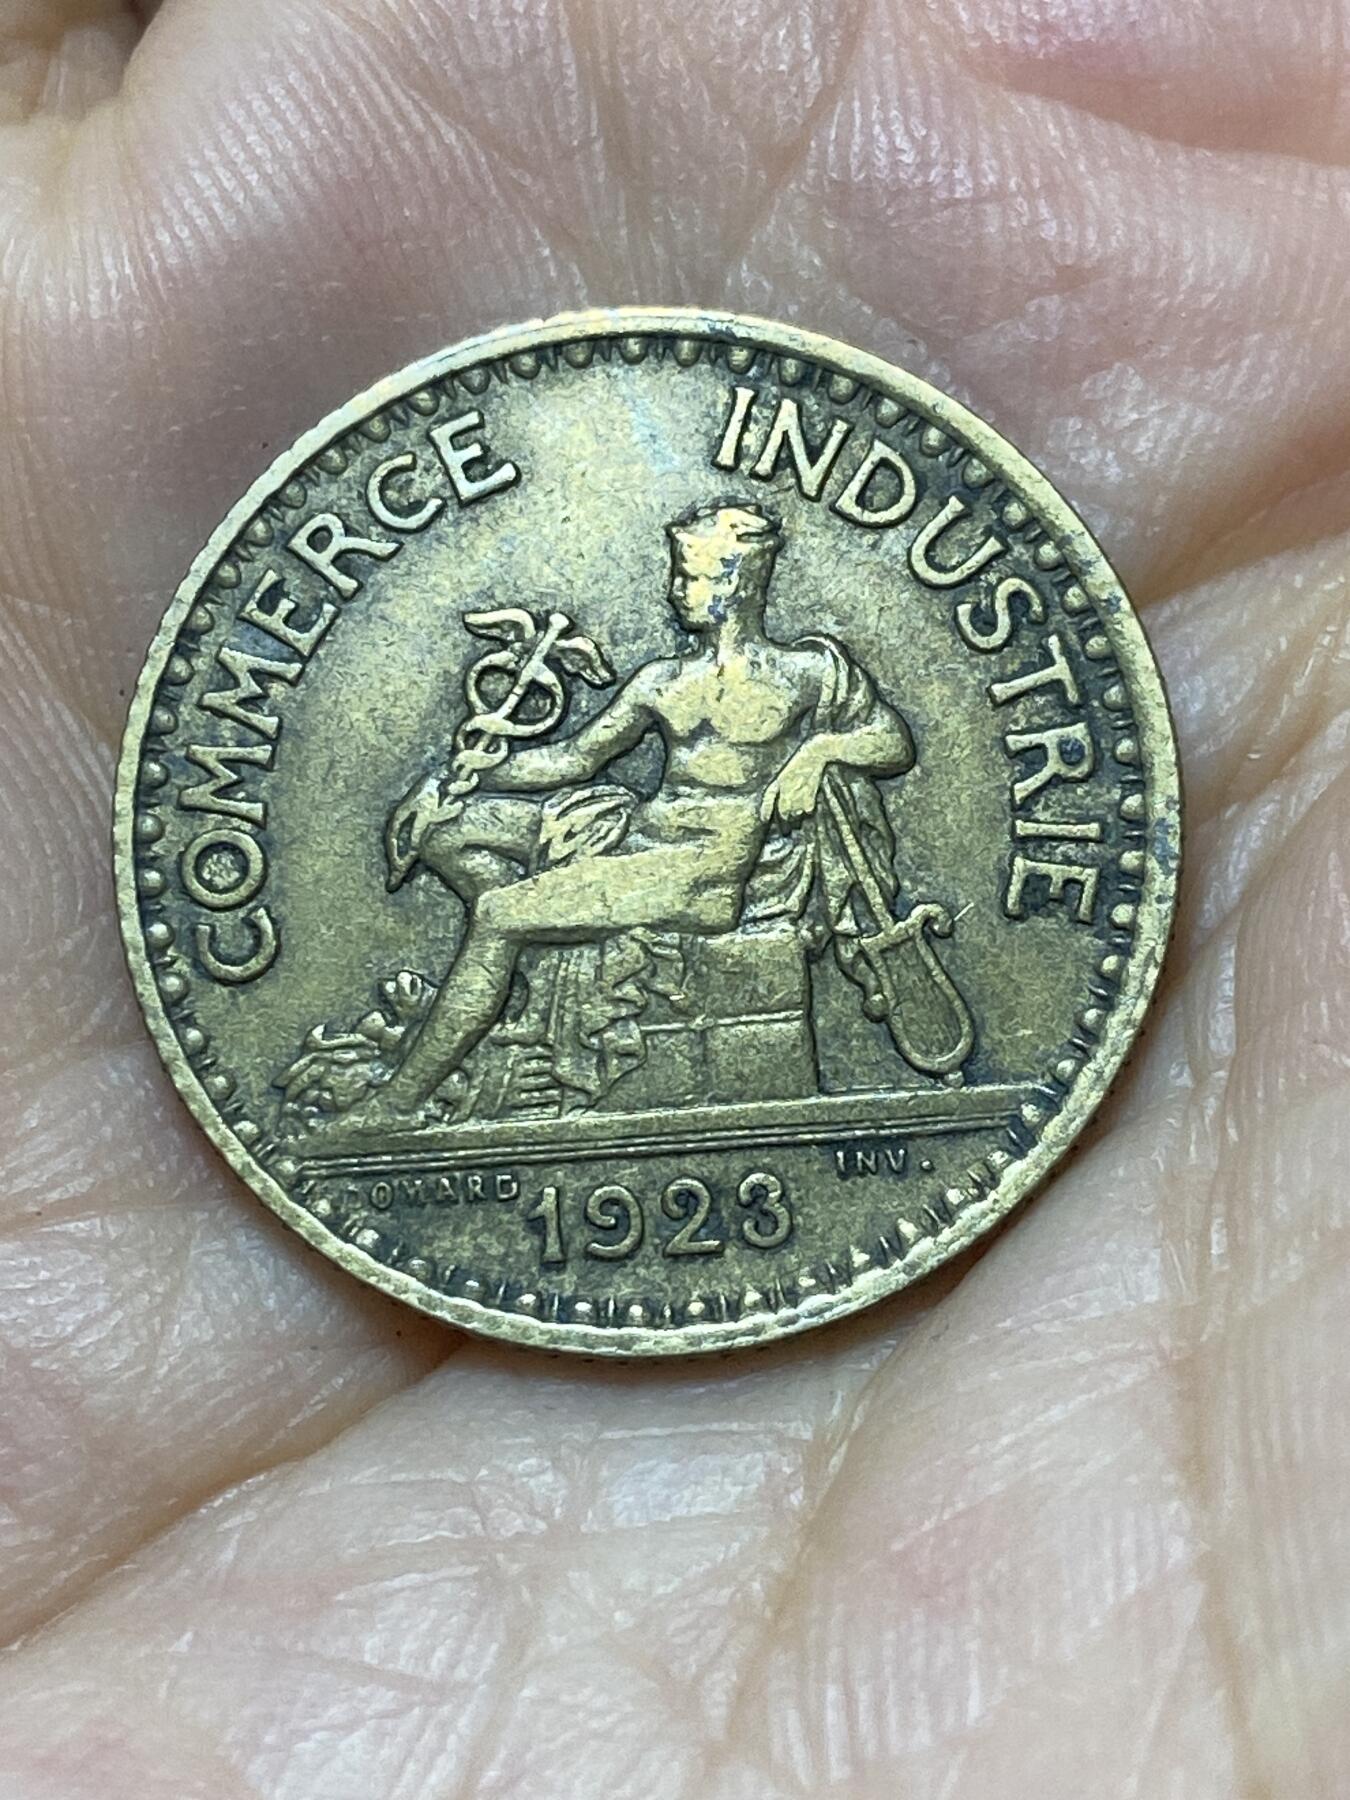 COMMERCE INDUSTRIE
DOMARD INV.
1923